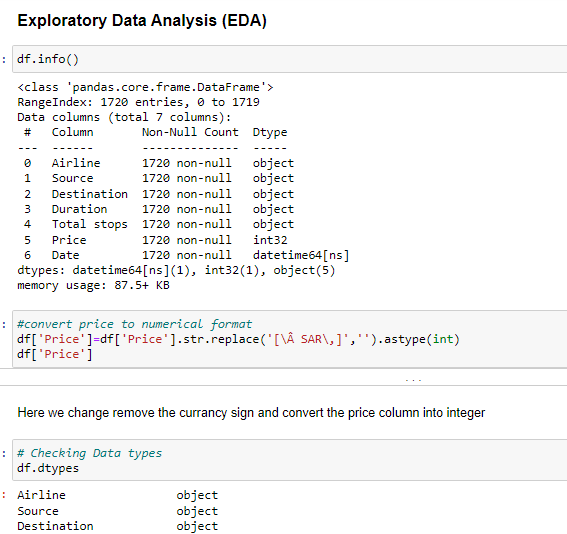 Exploratory Data Analysis (EDA)
: df.info()
<class 'pandas.core.frame.DataFrame'>
RangeIndex: 1720 entries, 0 to 1719
Data columns (total 7 columns):
#   Column       Non-Null Count  Dtype
---  ------       --------------  -----
0   Airline      1720 non-null   object
1   Source       1720 non-null   object
2   Destination  1720 non-null   object
3   Duration     1720 non-null   object
4   Total stops  1720 non-null   object
5   Price        1720 non-null   int32
6   Date         1720 non-null   datetime64[ns]
dtypes: datetime64[ns](1), int32(1), object(5)
memory usage: 87.5+ KB
: #convert price to numerical format
df['Price']=df['Price'].str.replace('[\Â SAR\,]','').astype(int)
df['Price']
...
Here we change remove the currancy sign and convert the price column into integer
: # Checking Data types
df.dtypes
: Airline                object
Source                 object
Destination            object